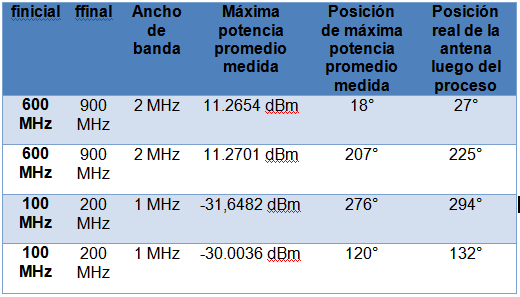 finicial ffinal Ancho de banda Máxima potencia promedio medida Posición de máxima potencia promedio medida Posición real de la antena luego del proceso
600 MHz 900 MHz 2 MHz 11.2654 dBm 18° 27°
600 MHz 900 MHz 2 MHz 11.2701 dBm 207° 225°
100 MHz 200 MHz 1 MHz -31,6482 dBm 276° 294°
100 MHz 200 MHz 1 MHz -30.0036 dBm 120° 132°